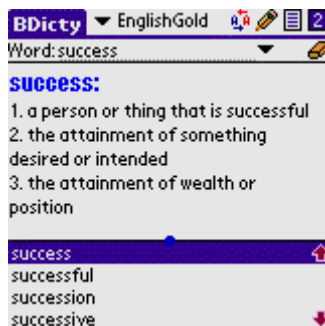 BDicty EnglishGold 2
Word: success
success:
1. a person or thing that is successful
2. the attainment of something
desired or intended
3. the attainment of wealth or
position
success
successful
succession
successive